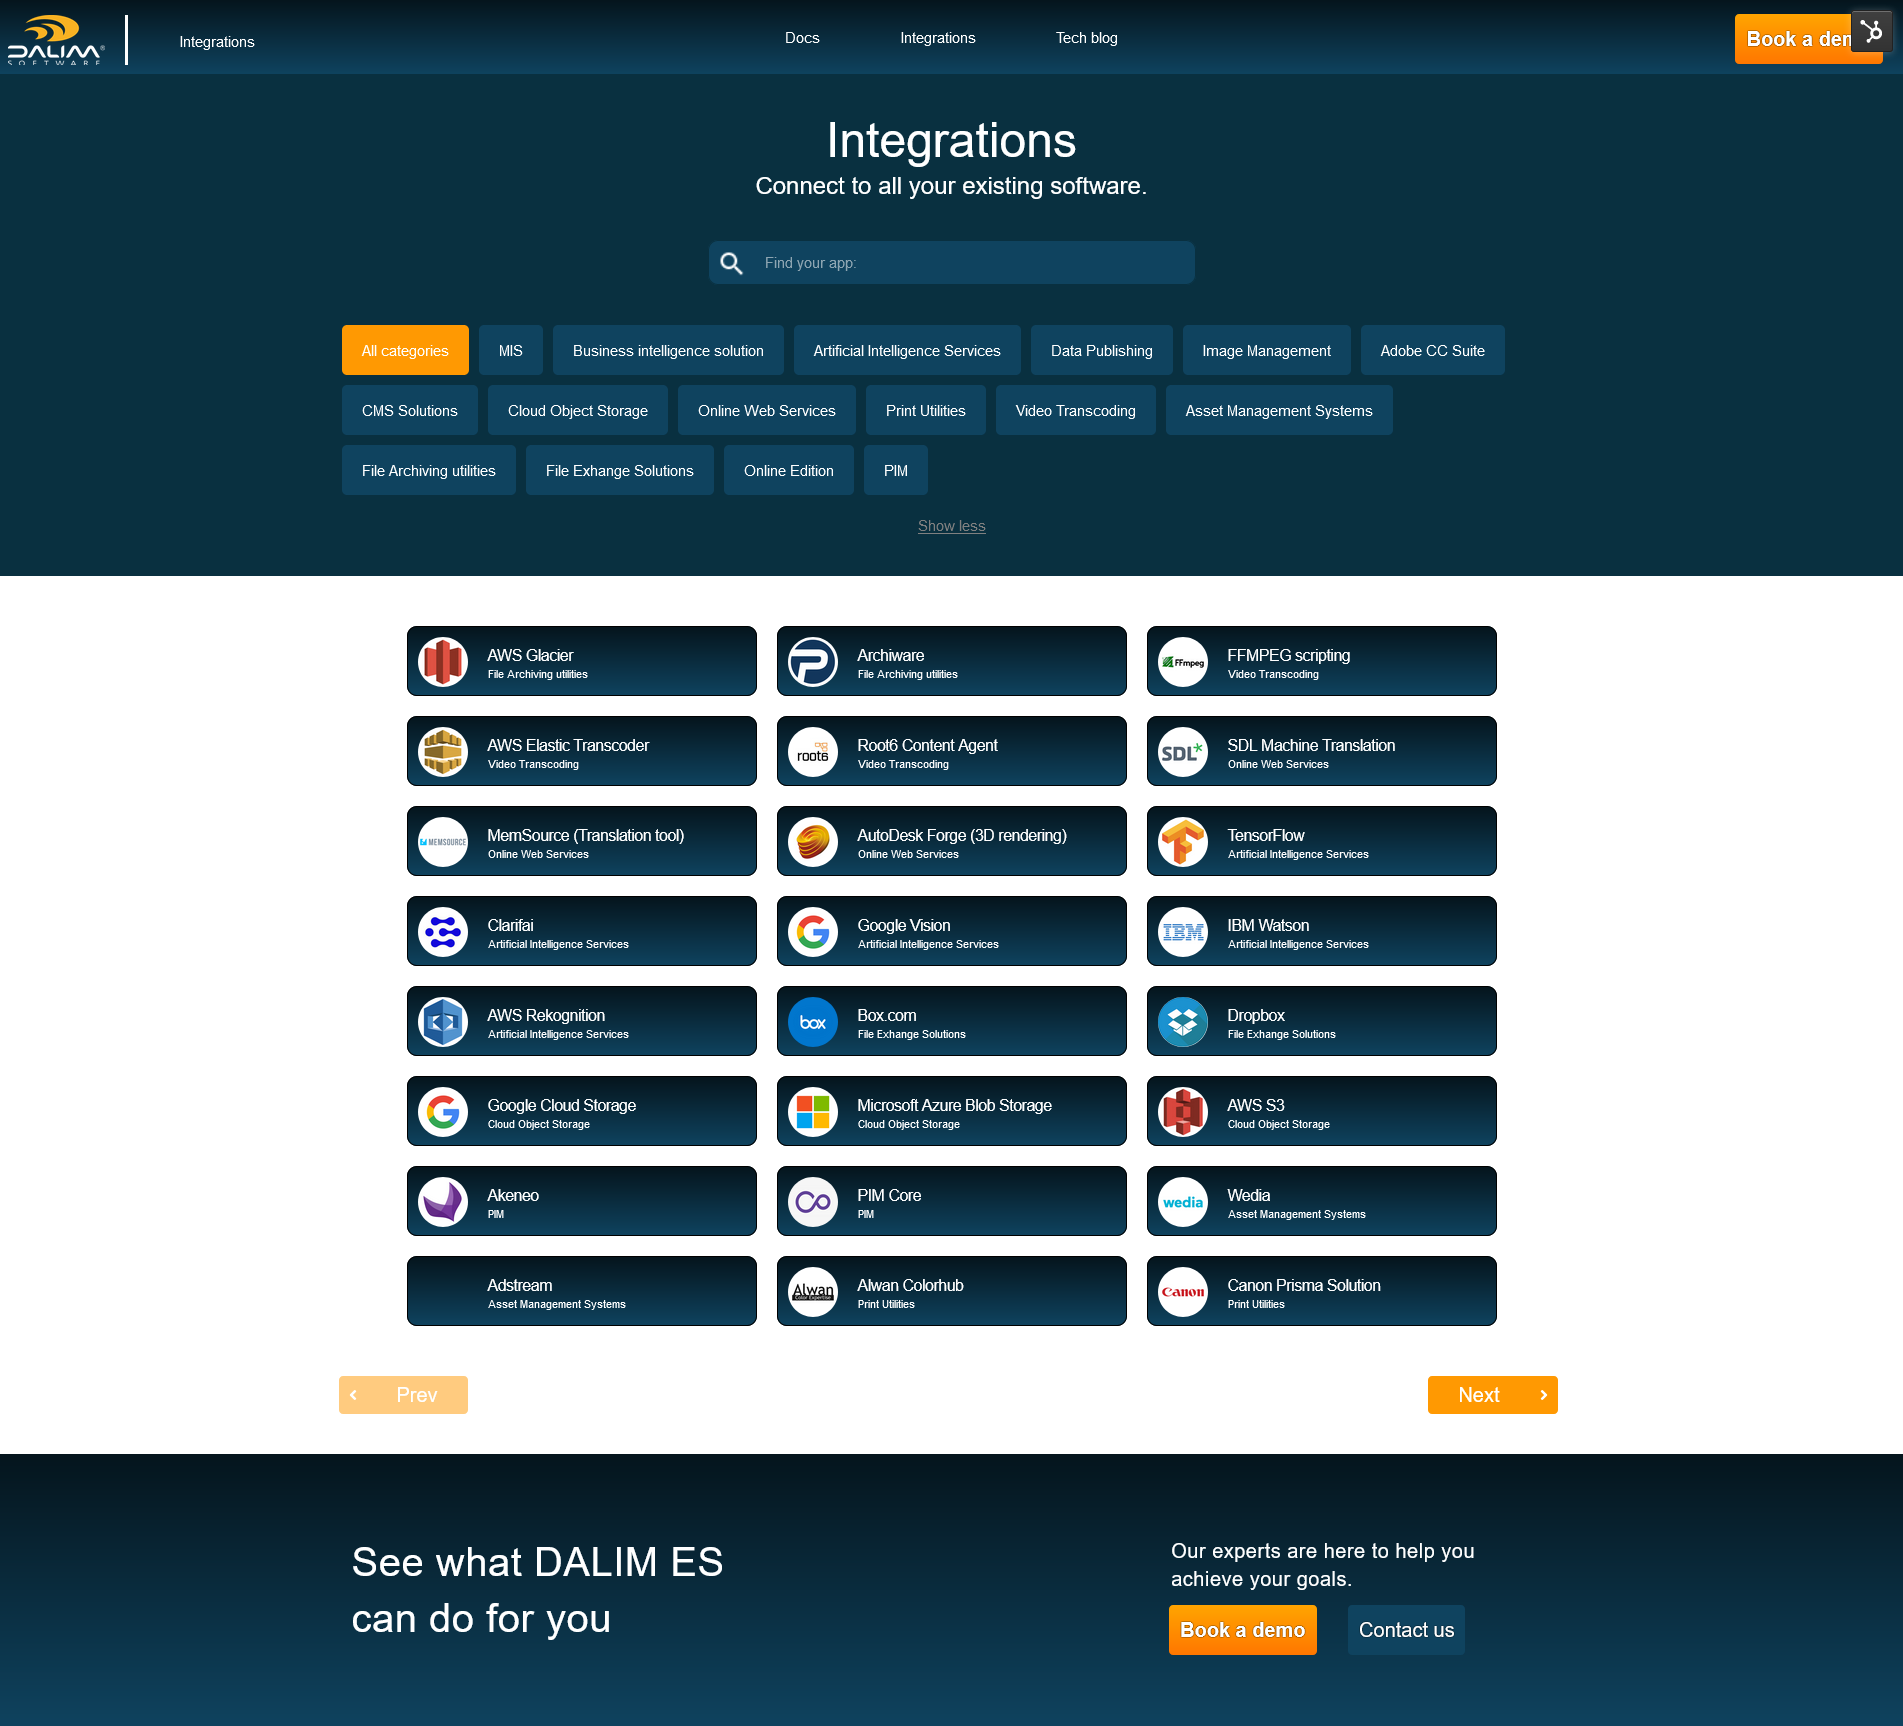 DALIM
SOFTWARE
Integrations
Docs
Integrations
Tech blog
Book a dem
Integrations
Connect to all your existing software.
Find your app:
All categories
MIS
Business intelligence solution
Artificial Intelligence Services
Data Publishing
Image Management
Adobe CC Suite
CMS Solutions
Cloud Object Storage
Online Web Services
Print Utilities
Video Transcoding
Asset Management Systems
File Archiving utilities
File Exhange Solutions
Online Edition
PIM
Show less
AWS Glacier
File Archiving utilities
Archiware
File Archiving utilities
FFmpeg
FFMPEG scripting
Video Transcoding
AWS Elastic Transcoder
Video Transcoding
root6
Root6 Content Agent
Video Transcoding
SDL*
SDL Machine Translation
Online Web Services
MEMSOURCE
MemSource (Translation tool)
Online Web Services
AutoDesk Forge (3D rendering)
Online Web Services
TensorFlow
Artificial Intelligence Services
Clarifai
Artificial Intelligence Services
Google Vision
Artificial Intelligence Services
IBM
IBM Watson
Artificial Intelligence Services
AWS Rekognition
Artificial Intelligence Services
box
Box.com
File Exhange Solutions
Dropbox
File Exhange Solutions
Google Cloud Storage
Cloud Object Storage
Microsoft Azure Blob Storage
Cloud Object Storage
AWS S3
Cloud Object Storage
Akeneo
PIM
PIM Core
PIM
wedia
Wedia
Asset Management Systems
Adstream
Asset Management Systems
Alwan
Color Expertise
Alwan Colorhub
Print Utilities
Canon
Canon Prisma Solution
Print Utilities
Prev
Next
See what DALIM ES
can do for you
Our experts are here to help you
achieve your goals.
Book a demo
Contact us